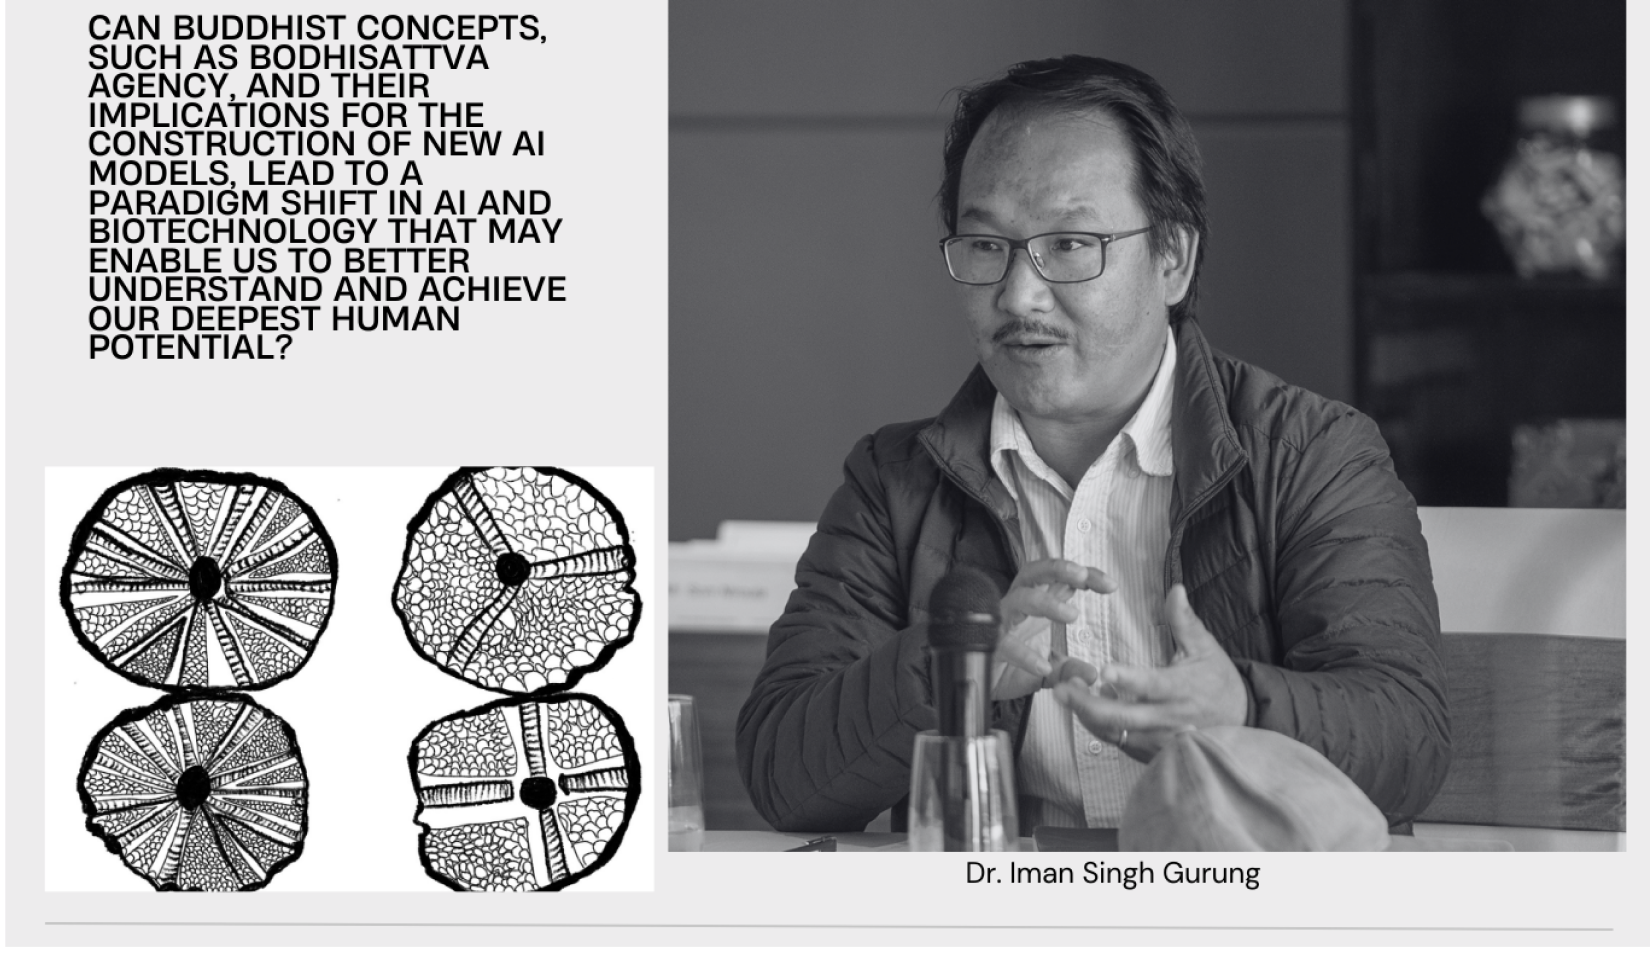 CAN BUDDHIST CONCEPTS,
SUCH AS BODHISATTVA
AGENCY, AND THEIR
IMPLICATIONS FOR THE
CONSTRUCTION OF NEW AI
MODELS, LEAD TO A
PARADIGM SHIFT IN AI AND
BIOTECHNOLOGY THAT MAY
ENABLE US TO BETTER
UNDERSTAND AND ACHIEVE
OUR DEEPEST HUMAN
POTENTIAL?
Dr. Iman Singh Gurung